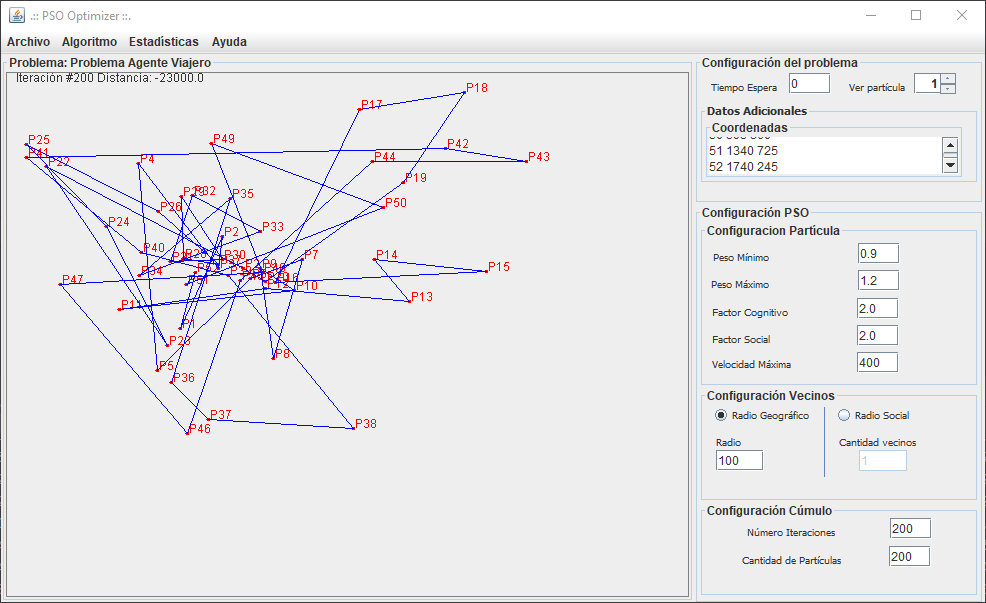 .:: PSO Optimizer ::.
Archivo Algoritmo Estadísticas Ayuda
Problema: Problema Agente Viajero
Iteración #200 Distancia: -23000.0
P18
P17
P25
P49
P42
P41
P4
P44
P43
P22
P19
P32
P35
P26
P50
P24
P2
P33
P40
P30
P7
P14
P34
P9
P15
P47
P10
P13
P11
P1
P23
P8
P5
P36
P37
P46
P38
Configuración del problema
Tiempo Espera 0 Ver partícula 1
Datos Adicionales
Coordenadas
51 1340 725
52 1740 245
Configuración PSO
Configuracion Partícula
Peso Mínimo 0.9
Peso Máximo 1.2
Factor Cognitivo 2.0
Factor Social 2.0
Velocidad Máxima 400
Configuración Vecinos
Radio Geográfico Radio Social
Radio Cantidad vecinos
100 1
Configuración Cúmulo
Número Iteraciones 200
Cantidad de Partículas 200